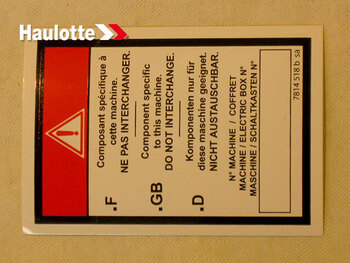 Haulotte
Composant spécifique à
cette machine.
NE PAS INTERCHANGER.
.F
Component specific
to this machine.
DO NOT INTERCHANGE.
.GB
Komponenten nur für
diese maschine geignet.
NICHT AUSTAUSCHBAR.
.D
N° MACHINE / COFFRET
MACHINE / ELECTRIC BOX N°
MASCHINE / SCHALTKASTEN N°
7814 518 b sa